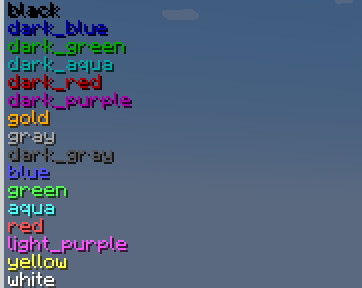 black
dark_blue
dark_green
dark_aqua
dark_red
dark_purple
gold
gray
dark_gray
blue
green
aqua
red
light_purple
yellow
white